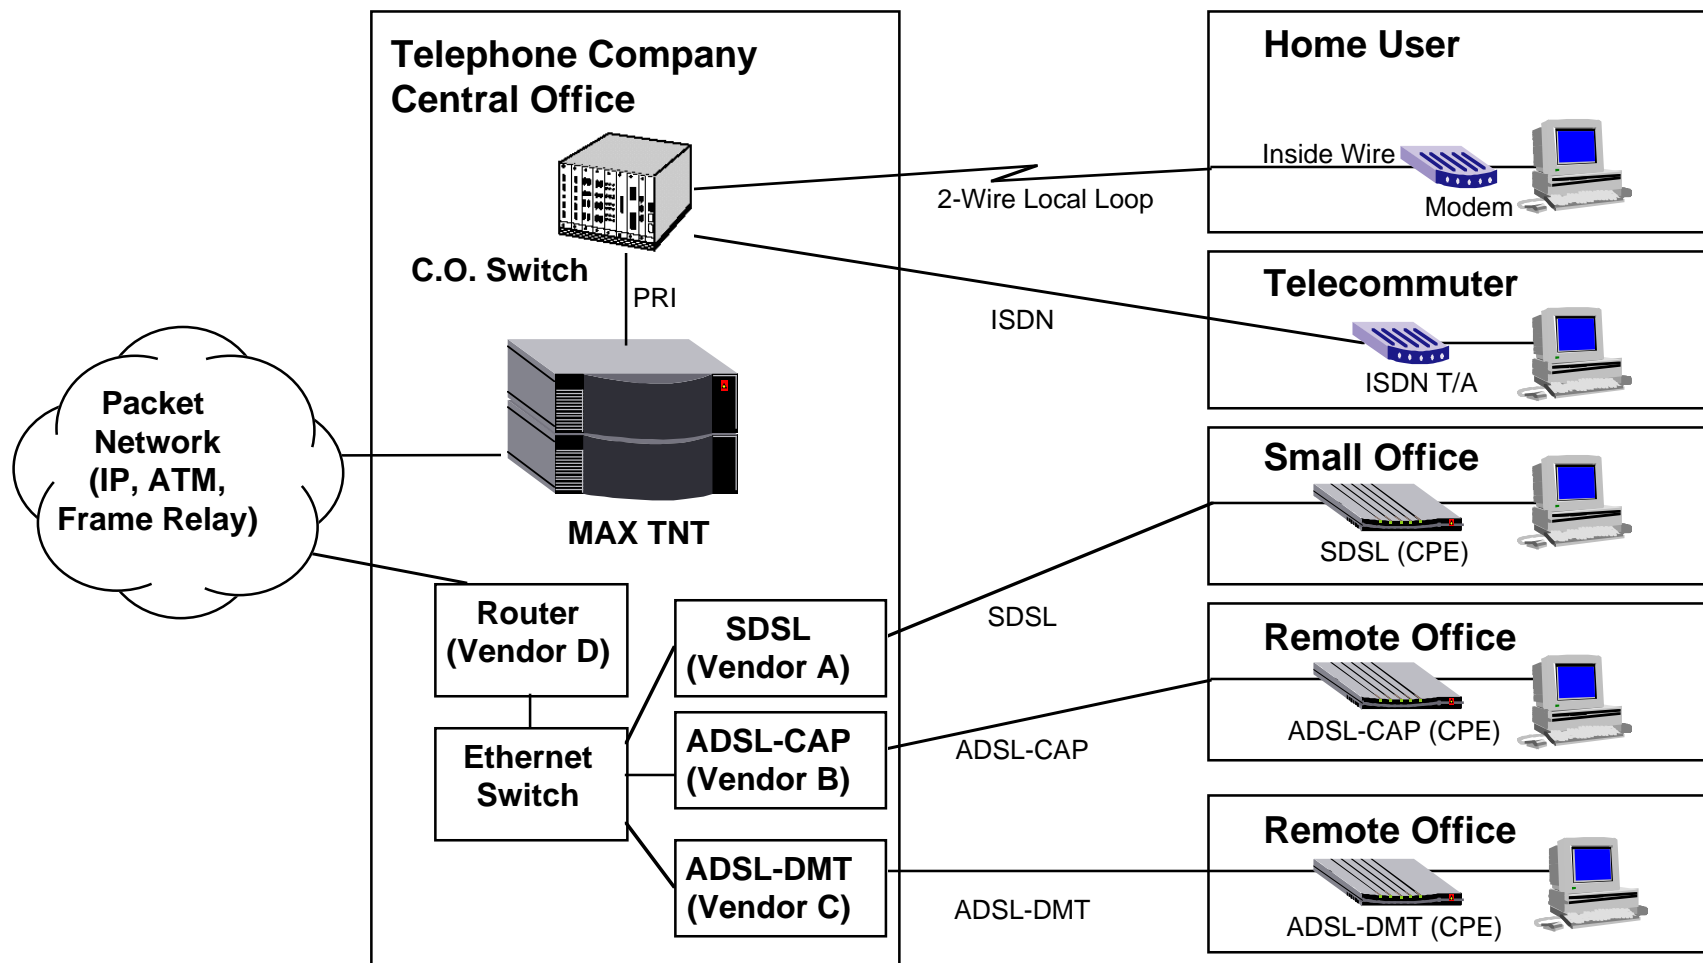 Telephone Company
Central Office
C.O. Switch
PRI
MAX TNT
Packet
Network
(IP, ATM,
Frame Relay)
Router
(Vendor D)
Ethernet
Switch
SDSL
(Vendor A)
ADSL-CAP
(Vendor B)
ADSL-DMT
(Vendor C)
2-Wire Local Loop
ISDN
SDSL
ADSL-CAP
ADSL-DMT
Home User
Inside Wire
Modem
Telecommuter
ISDN T/A
Small Office
SDSL (CPE)
Remote Office
ADSL-CAP (CPE)
Remote Office
ADSL-DMT (CPE)